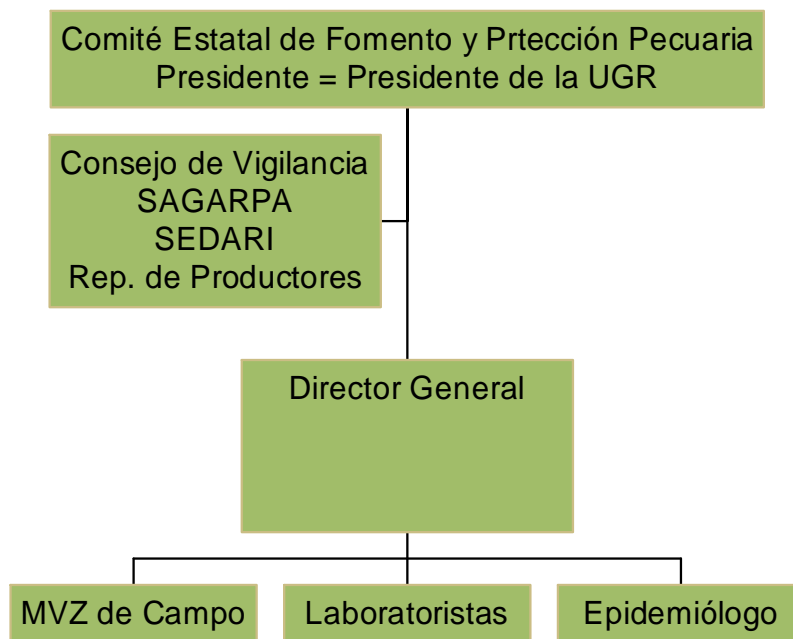 Comité Estatal de Fomento y Prtección Pecuaria
Presidente = Presidente de la UGR
Consejo de Vigilancia
SAGARPA
SEDARI
Rep. de Productores
Director General
MVZ de Campo
Laboratoristas
Epidemiólogo